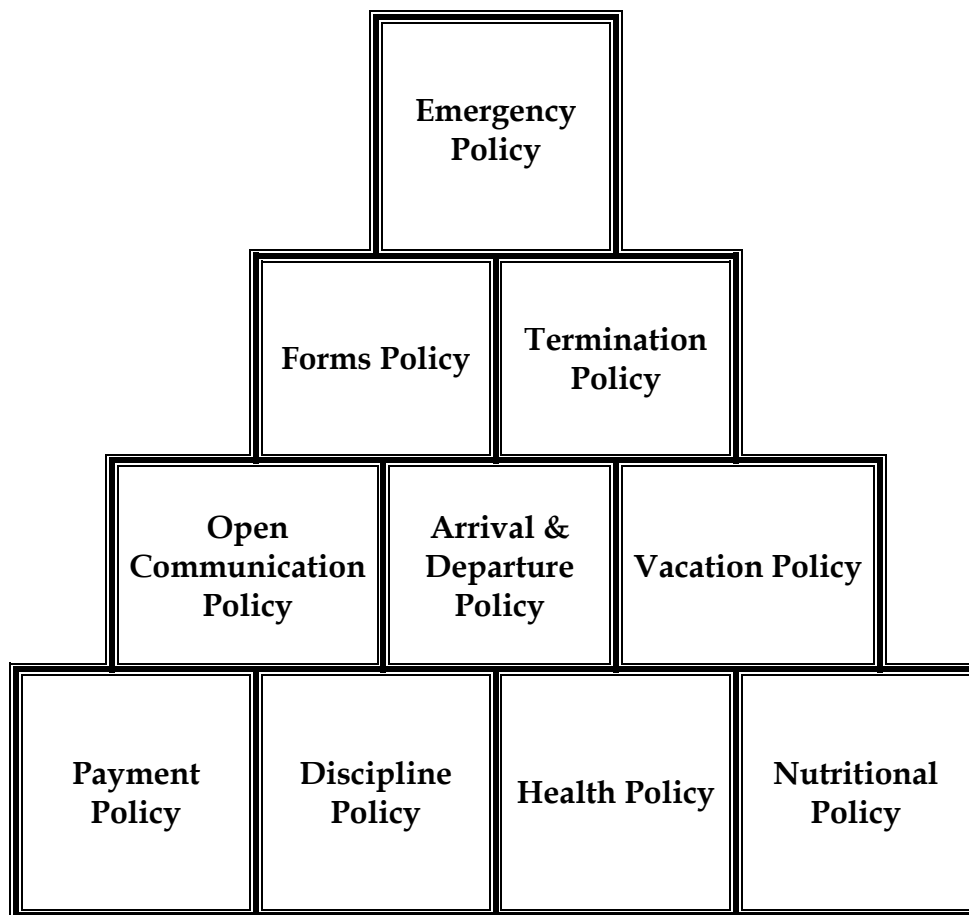 Emergency
Policy
Forms Policy
Termination
Policy
Open
Communication
Policy
Arrival &
Departure
Policy
Vacation Policy
Payment
Policy
Discipline
Policy
Health Policy
Nutritional
Policy